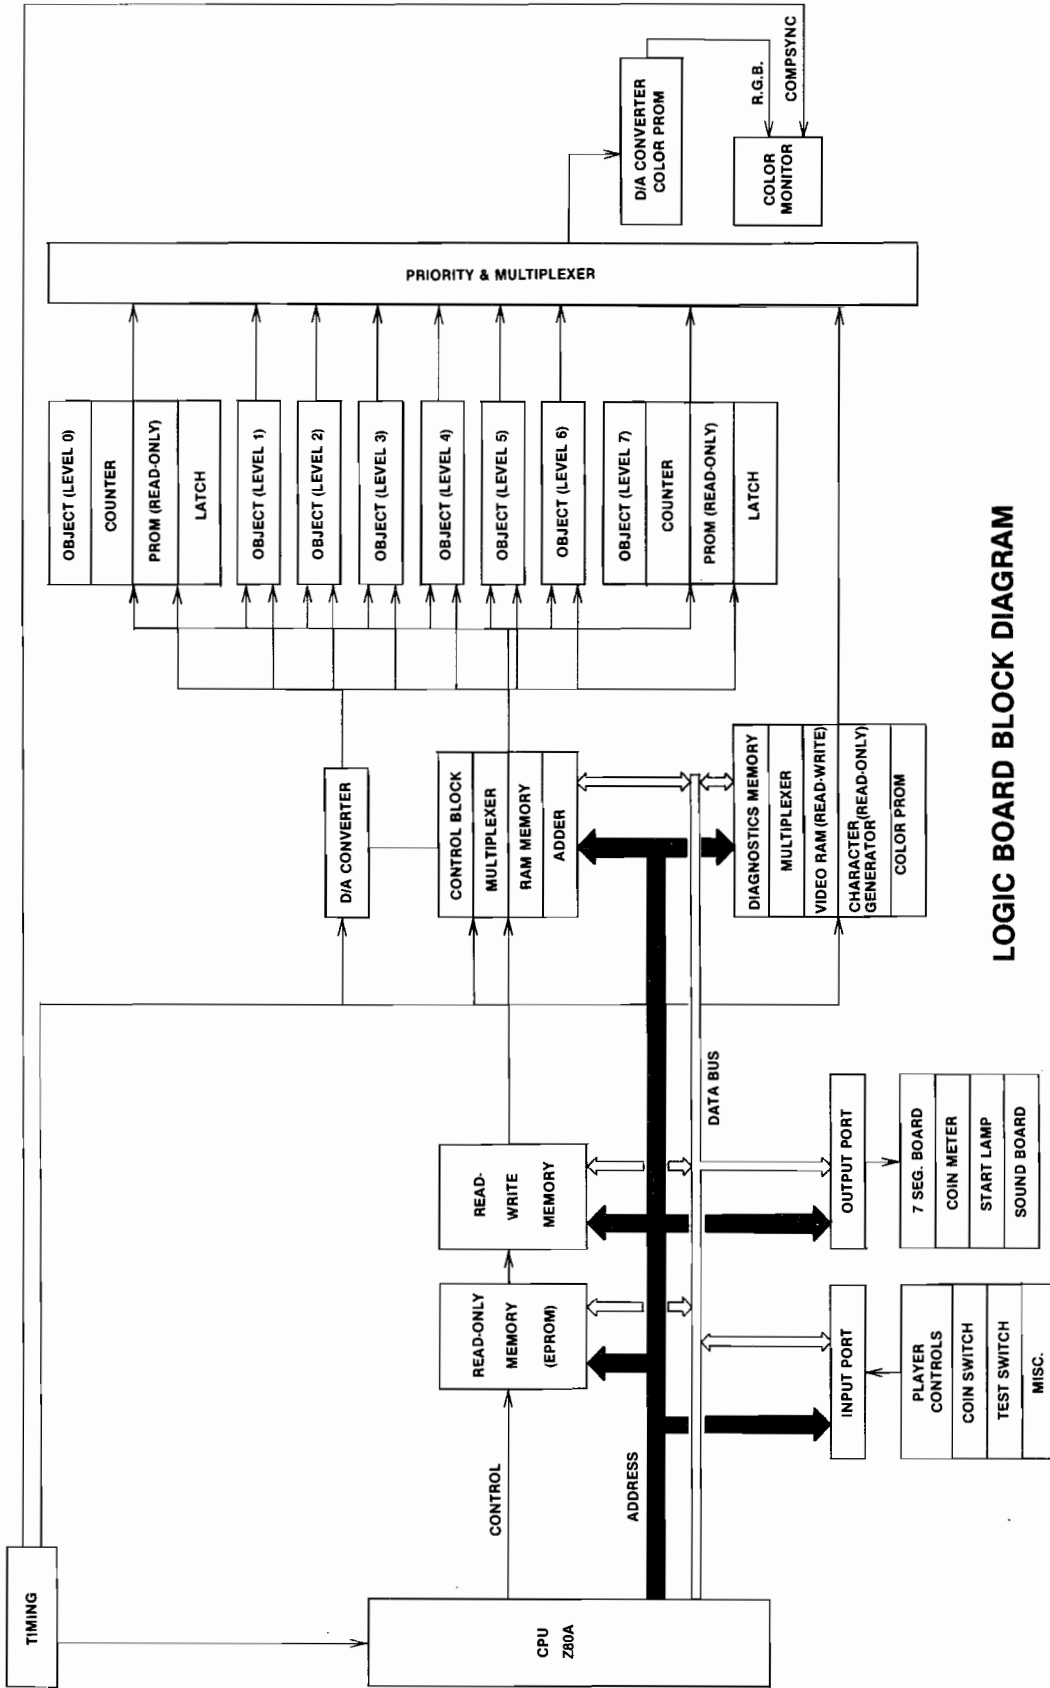 TIMING
CPU
Z80A
CONTROL
ADDRESS
DATA BUS
READ-ONLY
MEMORY
(EPROM)
READ-
WRITE
MEMORY
INPUT PORT
PLAYER
CONTROLS
COIN SWITCH
TEST SWITCH
MISC.
OUTPUT PORT
7 SEG. BOARD
COIN METER
START LAMP
SOUND BOARD
D/A CONVERTER
CONTROL BLOCK
MULTIPLEXER
RAM MEMORY
ADDER
DIAGNOSTICS MEMORY
MULTIPLEXER
VIDEO RAM (READ-WRITE)
CHARACTER
GENERATOR (READ-ONLY)
COLOR PROM
OBJECT (LEVEL 0)
COUNTER
PROM (READ-ONLY)
LATCH
OBJECT (LEVEL 1)
OBJECT (LEVEL 2)
OBJECT (LEVEL 3)
OBJECT (LEVEL 4)
OBJECT (LEVEL 5)
OBJECT (LEVEL 6)
OBJECT (LEVEL 7)
COUNTER
PROM (READ-ONLY)
LATCH
PRIORITY & MULTIPLEXER
D/A CONVERTER
COLOR PROM
R.G.B.
COMPSYNC
COLOR
MONITOR
LOGIC BOARD BLOCK DIAGRAM